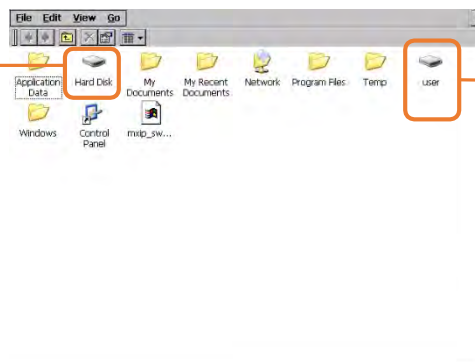 File Edit View Go
Application Data
Hard Disk
My Documents
My Recent Documents
Network
Program Files
Temp
user
Windows
Control Panel
mxip_sw...